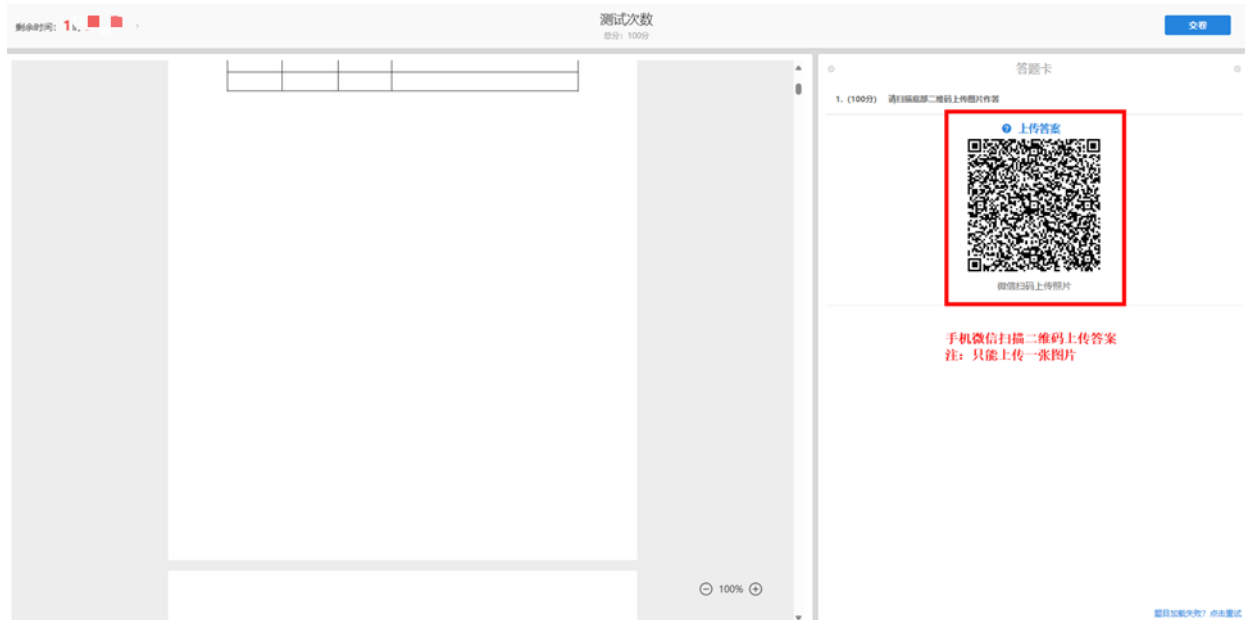 剩余时间：1
测试次数
总分：100分
交卷
答题卡
1. (100分) 请扫描底部二维码上传图片作答
上传答案
微信扫码上传照片
手机微信扫描二维码上传答案
注：只能上传一张图片
100%
题目加载失败？点击重试